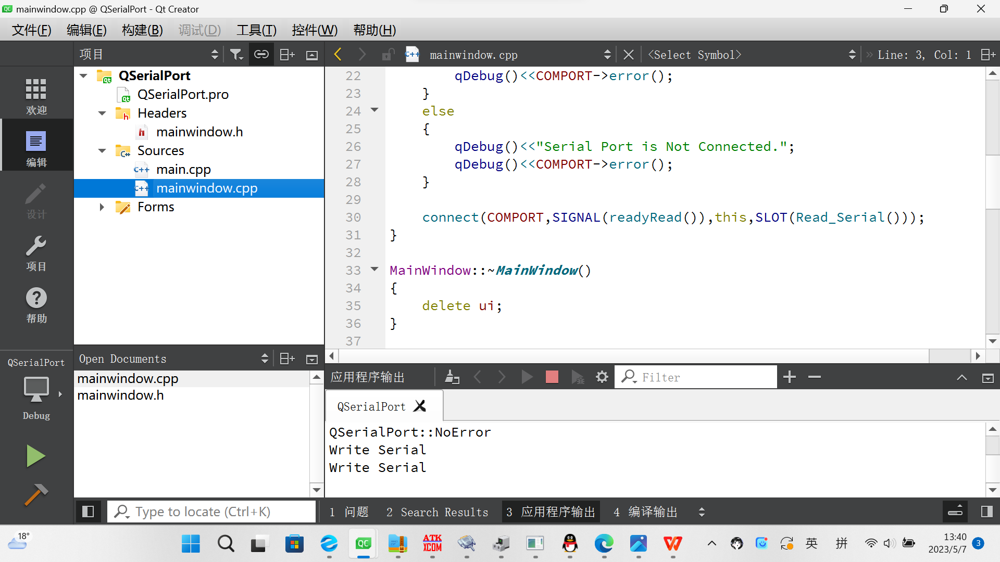 mainwindow.cpp @ QSerialPort - Qt Creator
文件(F) 编辑(E) 构建(B) 调试(D) 工具(T) 控件(W) 帮助(H)
项目
mainwindow.cpp
<Select Symbol>
Line: 3, Col: 1
欢迎
编辑
设计
项目
帮助
QSerialPort
Debug
QSerialPort
QSerialPort.pro
Headers
mainwindow.h
Sources
main.cpp
mainwindow.cpp
Forms
Open Documents
mainwindow.cpp
mainwindow.h
22 qDebug()<<COMPORT->error();
23 }
24 else
25 {
26 qDebug()<<"Serial Port is Not Connected.";
27 qDebug()<<COMPORT->error();
28 }
29
30 connect(COMPORT,SIGNAL(readyRead()),this,SLOT(Read_Serial()));
31 }
32
33 MainWindow::~MainWindow()
34 {
35 delete ui;
36 }
37
应用程序输出
Filter
QSerialPort
QSerialPort::NoError
Write Serial
Write Serial
Type to locate (Ctrl+K)
1 问题 2 Search Results 3 应用程序输出 4 编译输出
18°
QC
ATK
XCOM
英 拼
13:40
2023/5/7
3